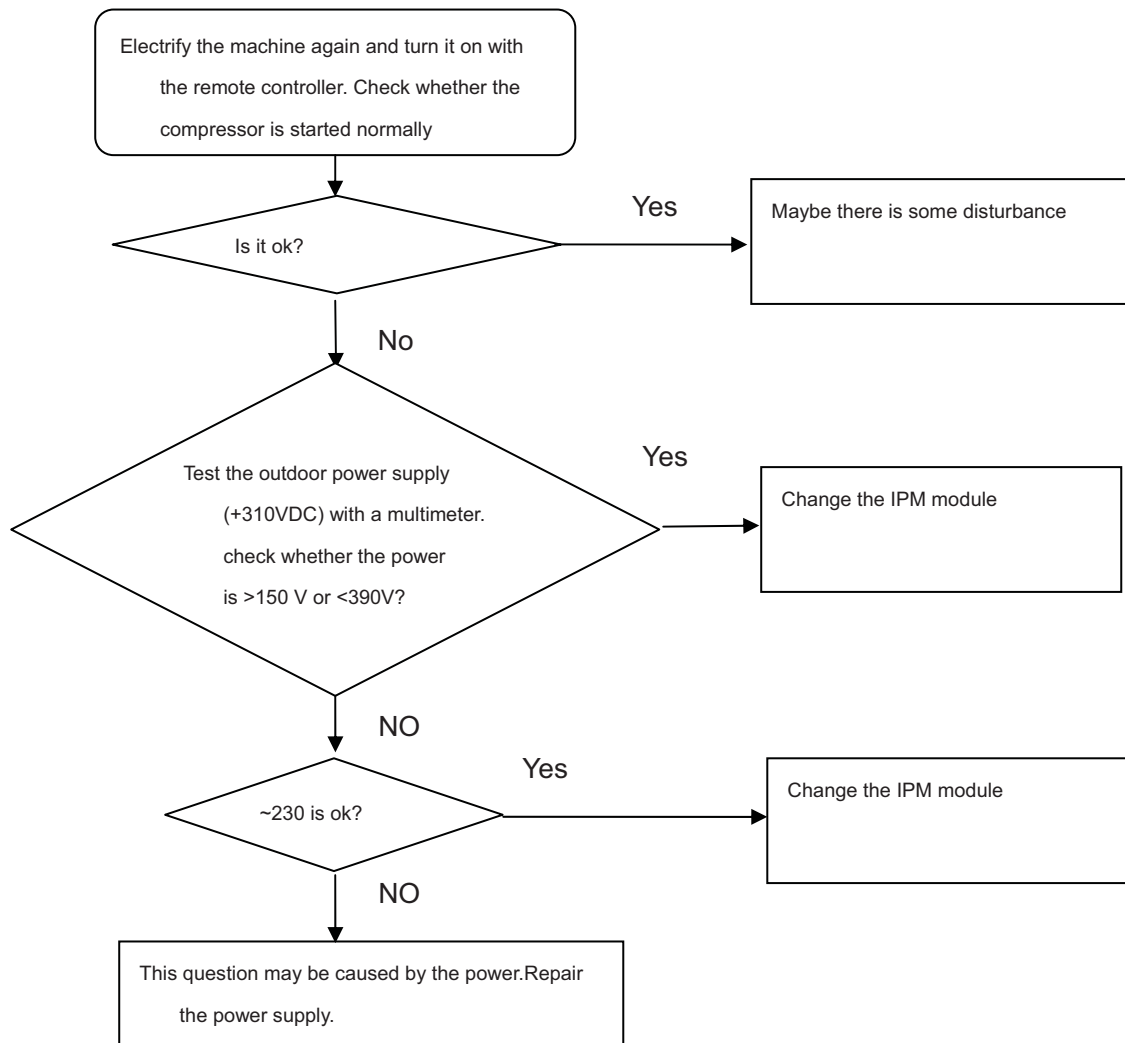 Electrify the machine again and turn it on with
the remote controller. Check whether the
compressor is started normally
Yes
Maybe there is some disturbance
Is it ok?
No
Yes
Test the outdoor power supply
(+310VDC) with a multimeter.
check whether the power
is >150 V or <390V?
Change the IPM module
NO
Yes
~230 is ok?
Change the IPM module
NO
This question may be caused by the power.Repair
the power supply.